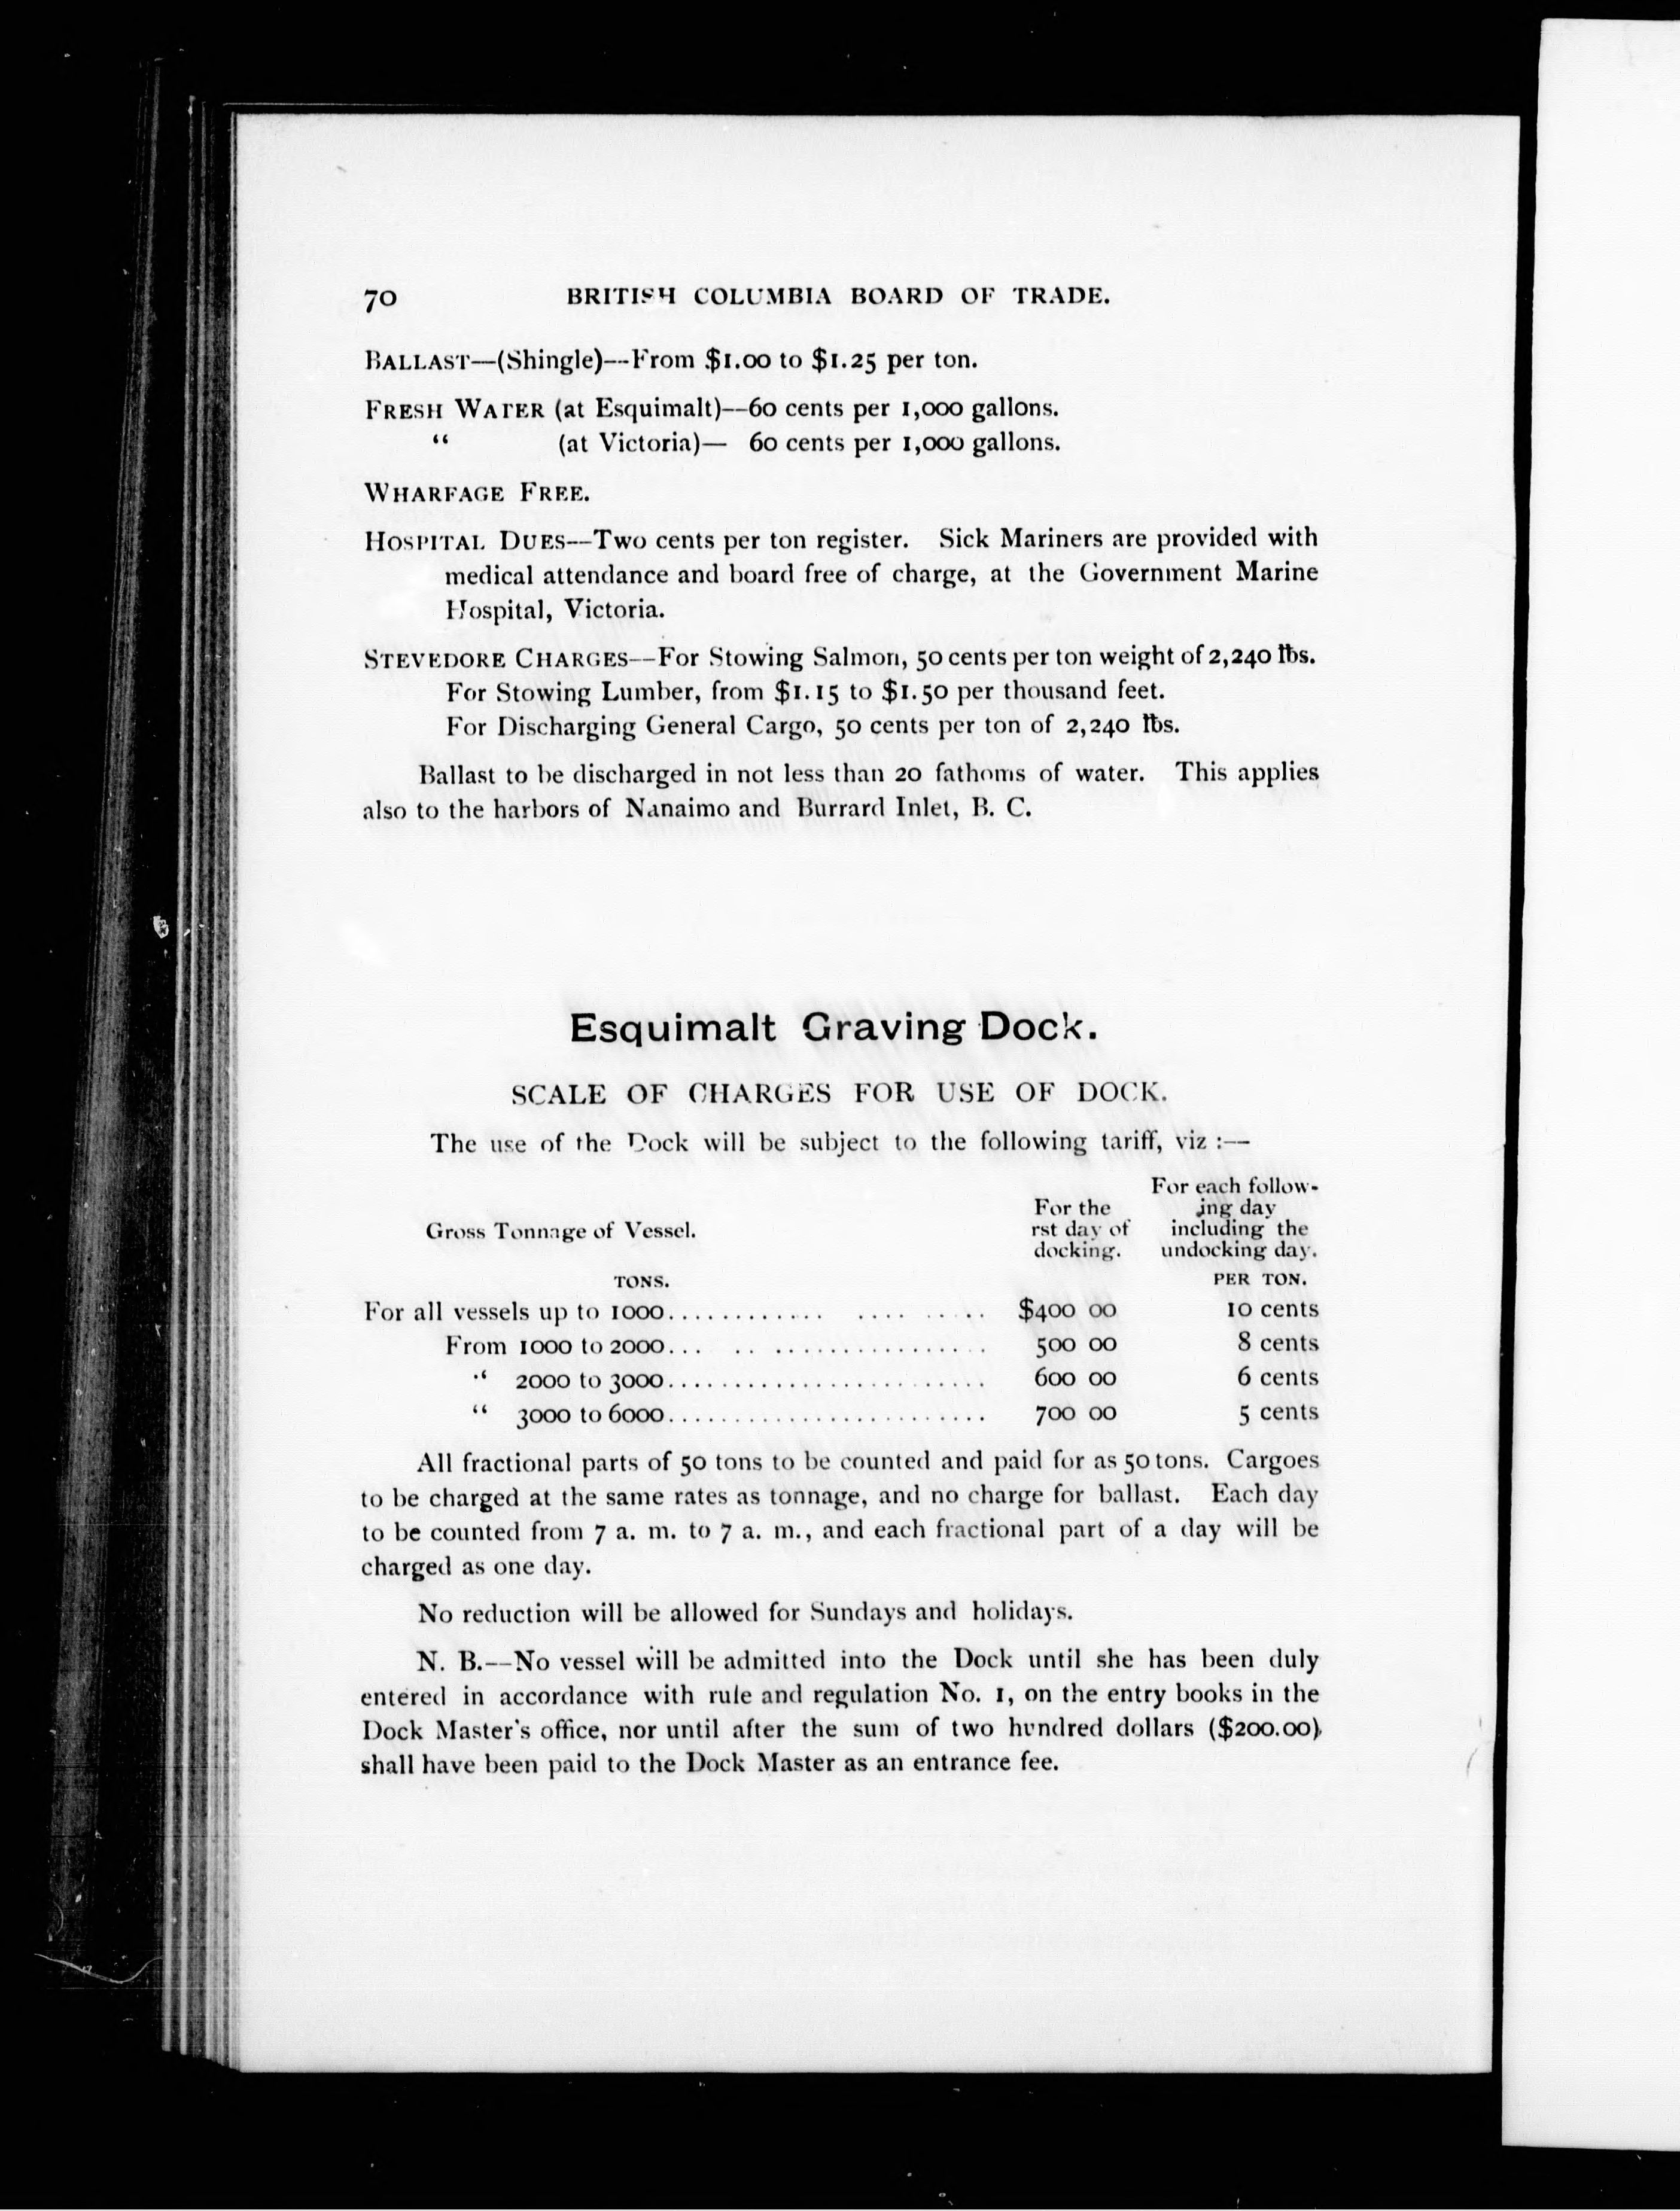 70 BRITISH COLUMBIA BOARD OF TRADE.
BALLAST—(Shingle)—From $1.00 to $1.25 per ton.
FRESH WATER (at Esquimalt)—60 cents per 1,000 gallons.
“ (at Victoria)— 60 cents per 1,000 gallons.
WHARFAGE FREE.
HOSPITAL DUES—Two cents per ton register. Sick Mariners are provided with
medical attendance and board free of charge, at the Government Marine
Hospital, Victoria.
STEVEDORE CHARGES—For Stowing Salmon, 50 cents per ton weight of 2,240 lbs.
For Stowing Lumber, from $1.15 to $1.50 per thousand feet.
For Discharging General Cargo, 50 cents per ton of 2,240 lbs.
Ballast to be discharged in not less than 20 fathoms of water. This applies
also to the harbors of Nanaimo and Burrard Inlet, B. C.
Esquimalt Graving Dock.
SCALE OF CHARGES FOR USE OF DOCK.
The use of the Dock will be subject to the following tariff, viz :—
For each follow-
For the ing day
Gross Tonnage of Vessel. 1st day of including the
docking. undocking day.
TONS. PER TON.
For all vessels up to 1000.......... .... ..... $400 00 10 cents
From 1000 to 2000... .. ................ 500 00 8 cents
“ 2000 to 3000........................ 600 00 6 cents
“ 3000 to 6000........................ 700 00 5 cents
All fractional parts of 50 tons to be counted and paid for as 50 tons. Cargoes
to be charged at the same rates as tonnage, and no charge for ballast. Each day
to be counted from 7 a. m. to 7 a. m., and each fractional part of a day will be
charged as one day.
No reduction will be allowed for Sundays and holidays.
N. B.—No vessel will be admitted into the Dock until she has been duly
entered in accordance with rule and regulation No. 1, on the entry books in the
Dock Master's office, nor until after the sum of two hundred dollars ($200.00)
shall have been paid to the Dock Master as an entrance fee.